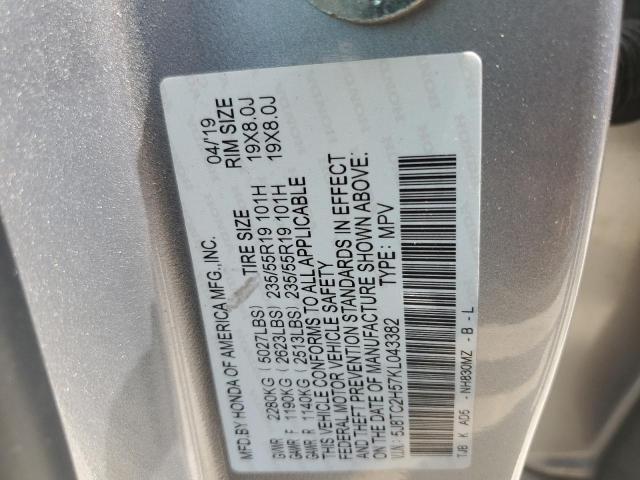 MFD.BY HONDA OF AMERICA MFG.,INC. 04/19
TIRE SIZE RIM SIZE
GVWR 2280KG (5027LBS) 235/55R19 101H 19X8.0J
GAWR F 1190KG (2623LBS) 235/55R19 101H 19X8.0J
GAWR R 1140KG (2513LBS)
THIS VEHICLE CONFORMS TO ALL APPLICABLE
FEDERAL MOTOR VEHICLE SAFETY
AND THEFT PREVENTION STANDARDS IN EFFECT
ON THE DATE OF MANUFACTURE SHOWN ABOVE.
V.I.N.: 5J8TC2H57KL043382 TYPE: MPV
TJB K AD5 -NH830MZ -B-L